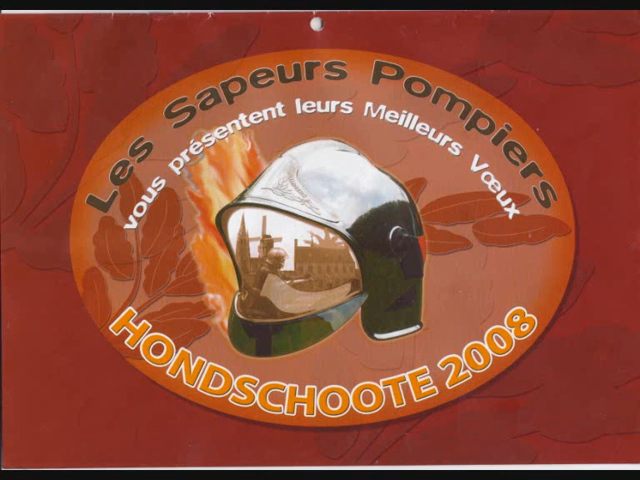 Les Sapeurs Pompiers
vous présentent leurs Meilleurs Vœux
HONDSCHOOTE 2008